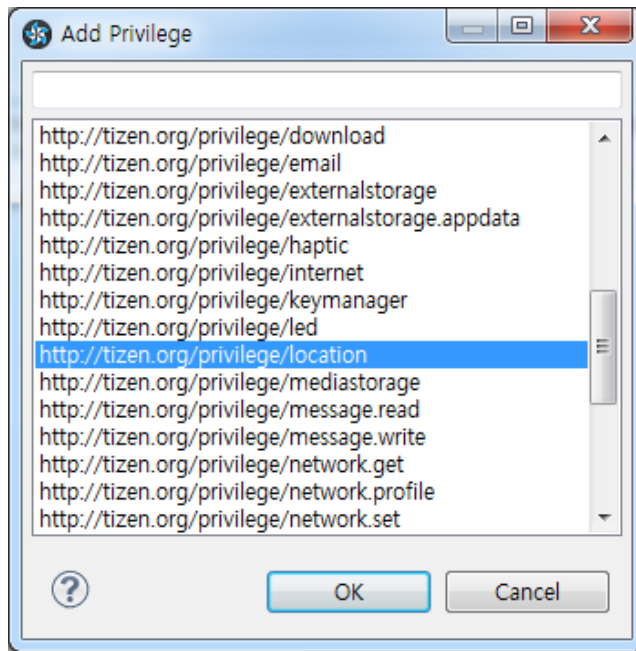 Add Privilege
http://tizen.org/privilege/download
http://tizen.org/privilege/email
http://tizen.org/privilege/externalstorage
http://tizen.org/privilege/externalstorage.appdata
http://tizen.org/privilege/haptic
http://tizen.org/privilege/internet
http://tizen.org/privilege/keymanager
http://tizen.org/privilege/led
http://tizen.org/privilege/location
http://tizen.org/privilege/mediastorage
http://tizen.org/privilege/message.read
http://tizen.org/privilege/message.write
http://tizen.org/privilege/network.get
http://tizen.org/privilege/network.profile
http://tizen.org/privilege/network.set
? OK Cancel